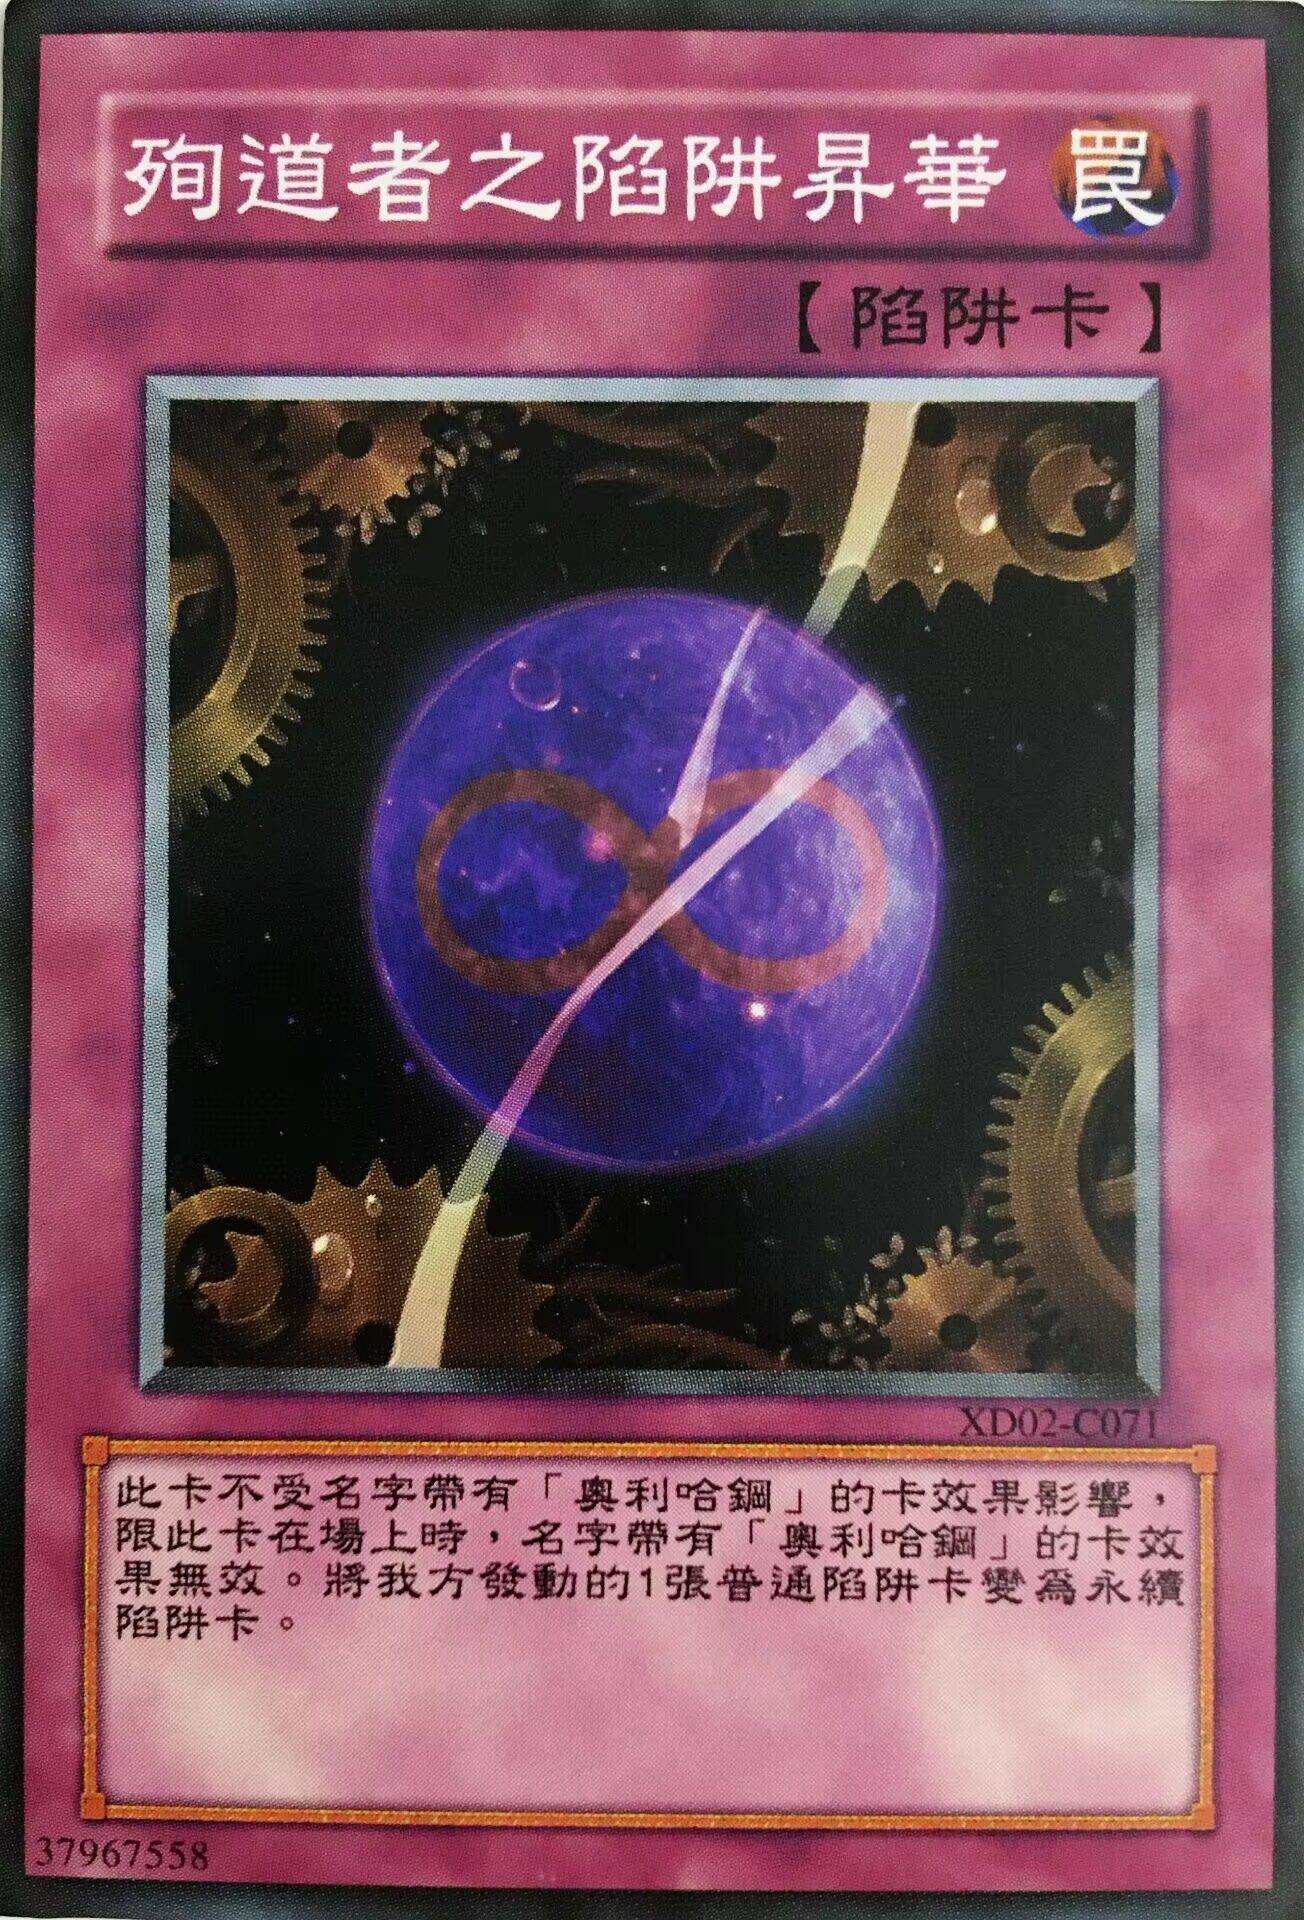 殉道者之陷阱昇華 罠
【陷阱卡】
XD02-C071
此卡不受名字帶有「奧利哈鋼」的卡效果影響，
限此卡在場上時，名字帶有「奧利哈鋼」的卡效
果無效。將我方發動的1張普通陷阱卡變為永續
陷阱卡。
37967558